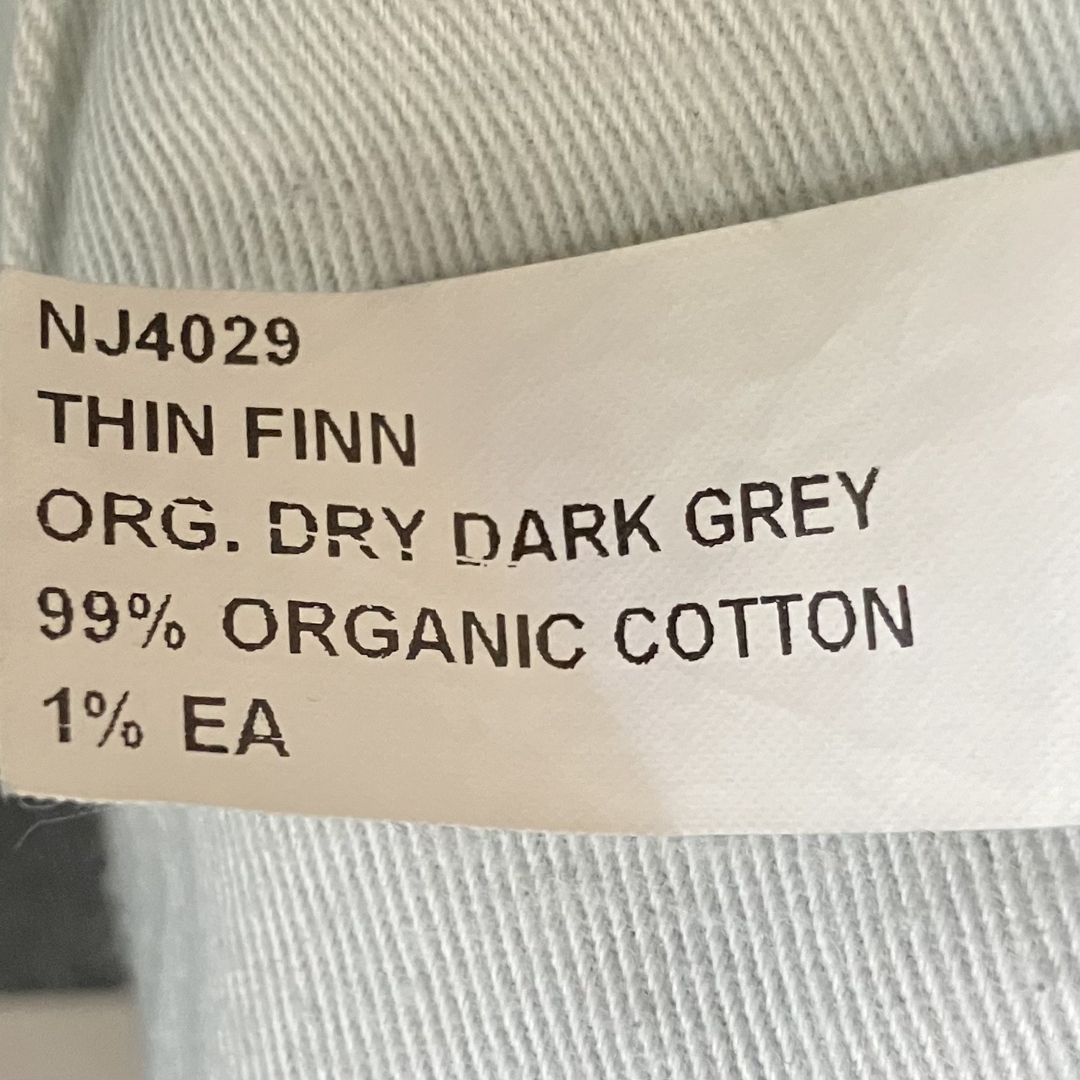 NJ4029
THIN FINN
ORG. DRY DARK GREY
99% ORGANIC COTTON
1% EA